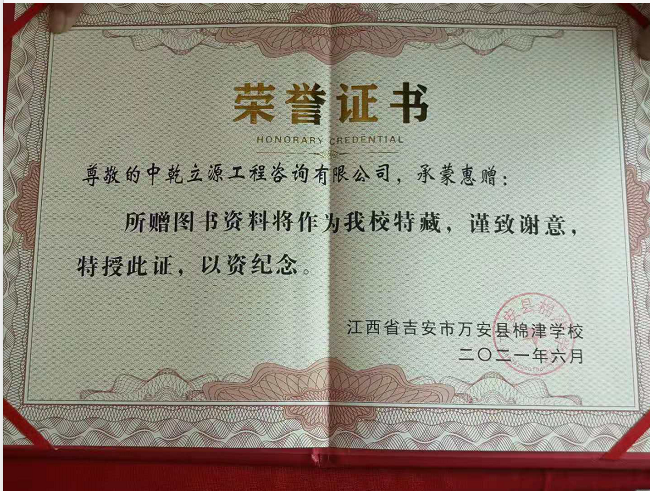 荣誉证书
HONORARY CREDENTIAL
尊敬的中乾立源工程咨询有限公司，承蒙惠赠：
所赠图书资料将作为我校特藏，谨致谢意，
特授此证，以资纪念。
江西省吉安市万安县棉津学校
二〇二一年六月